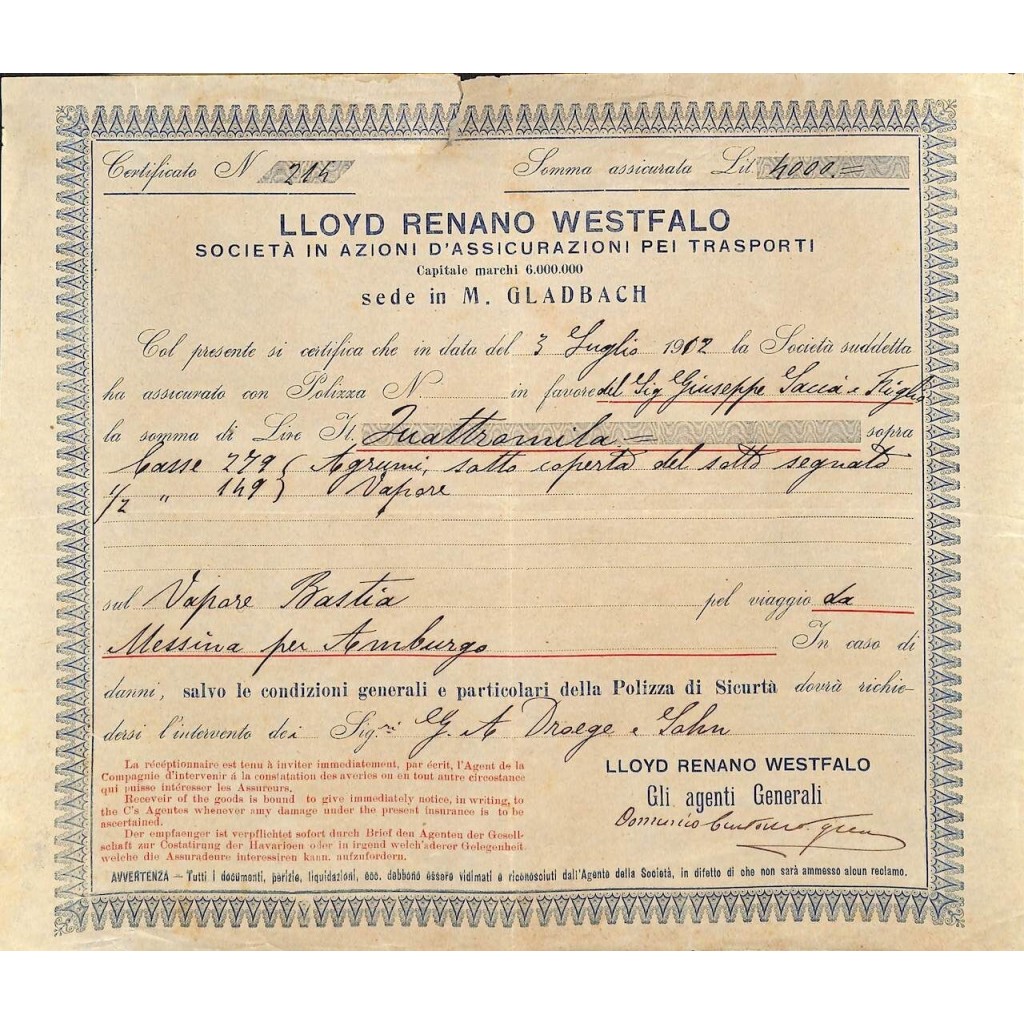 Certificato N 214
Somma assicurata Lit. 4000.=
LLOYD RENANO WESTFALO
SOCIETÀ IN AZIONI D'ASSICURAZIONI PEI TRASPORTI
Capitale marchi 6.000.000
sede in M. GLADBACH
Col presente si certifica che in data del 3 Luglio 1912 la Società suddetta
ha assicurato con Polizza N. in favore del Sig Giuseppe Saccà e Figlio
la somma di Lire It. Quattromila = sopra
Casse 279 } Agrumi, sotto coperta del sotto segnato
1/2 " 149 } Vapore
sul Vapore Bastia pel viaggio da
Messina per Amburgo In caso di
danni, salvo le condizioni generali e particolari della Polizza di Sicurtà dovrà richie-
dersi l'intervento dei Sig.ri G. A Droege e Sohn
La réceptionnaire est tenu à inviter immediatement, par écrit, l'Agent de la
Compagnie d'intervenir á la constatation des averies ou en tout autre circostance
qui puisse intéresser les Assureurs.
Receveir of the goods is bound to give immediately notice, in writing, to
the C's Agentes whenever any damage under the present insurance is to be
ascertained.
Der empfaenger ist verpflichtet sofort durch Brief den Agenten der Gesell-
schaft zur Costatirung der Havarioen oder in irgend welch'aderer Gelegenheit
welche die Assuradeure interessiren kann. aufzufordern.
LLOYD RENANO WESTFALO
Gli agenti Generali
AVVERTENZA — Tutti i documenti, perizie, liquidazioni, ecc. debbono essere vidimati e riconosciuti dall'Agente della Società, in difetto di che non sarà ammesso alcun reclamo.